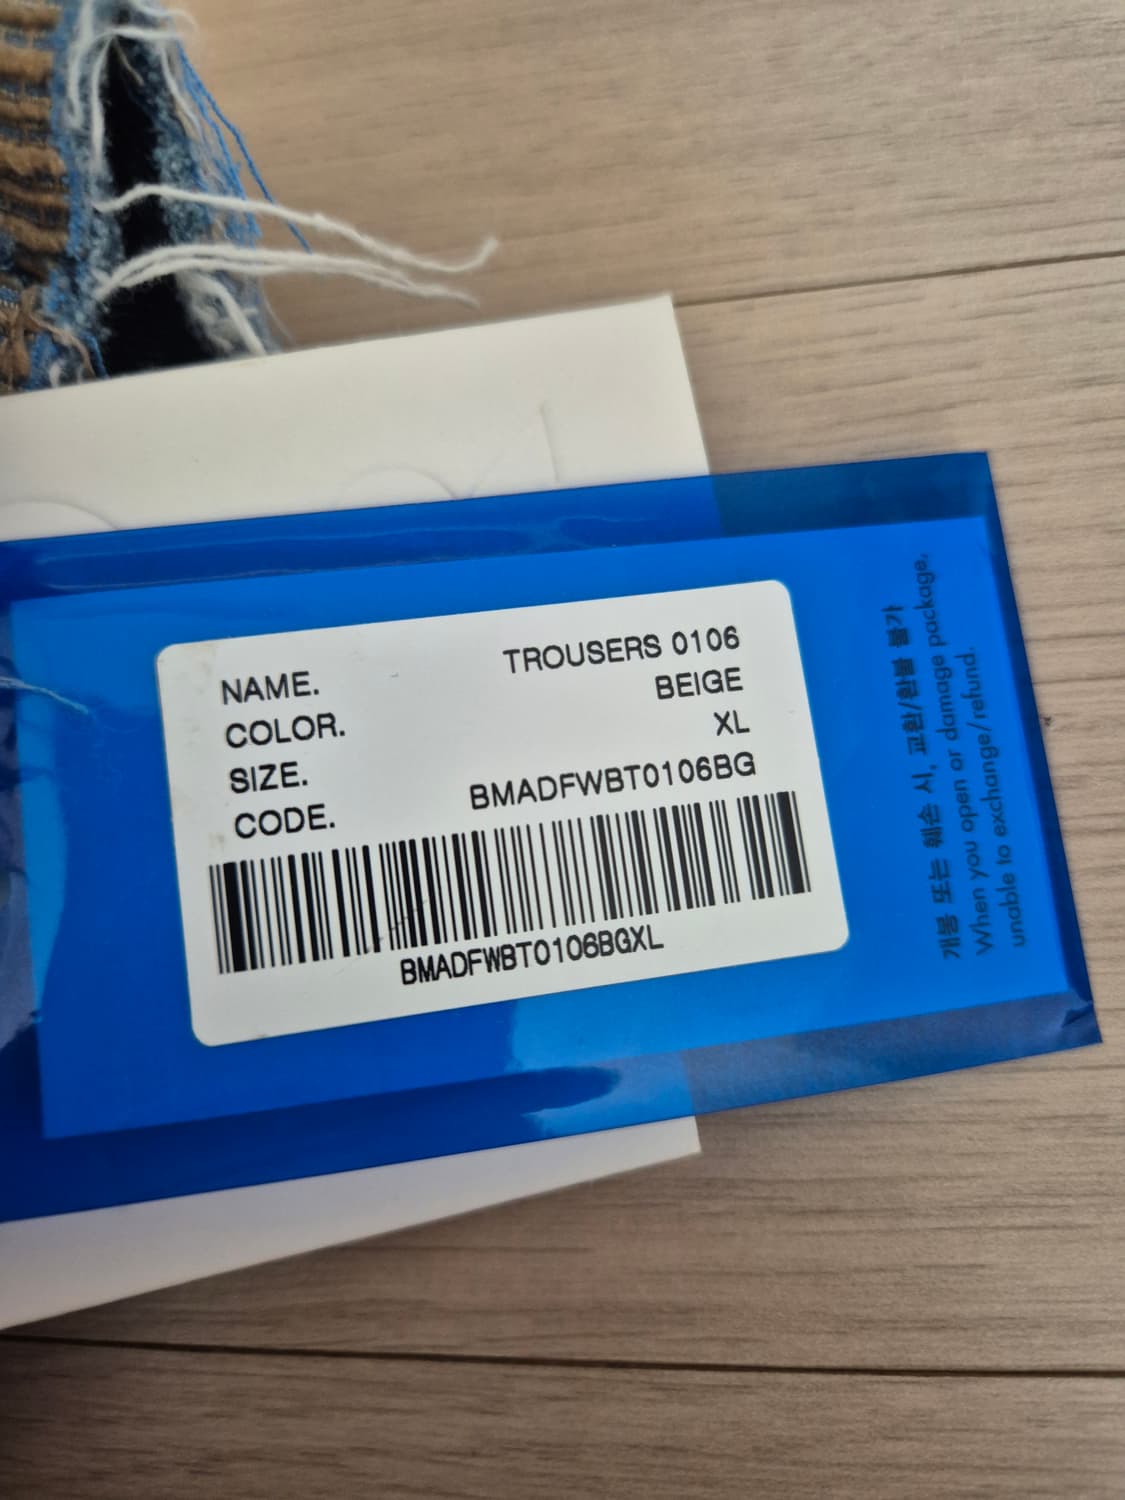 NAME. TROUSERS 0106
COLOR. BEIGE
SIZE. XL
CODE. BMADFWBT0106BG
BMADFWBT0106BGXL
개봉 또는 훼손 시, 교환/환불 불가
When you open or damage package,
unable to exchange/refund.